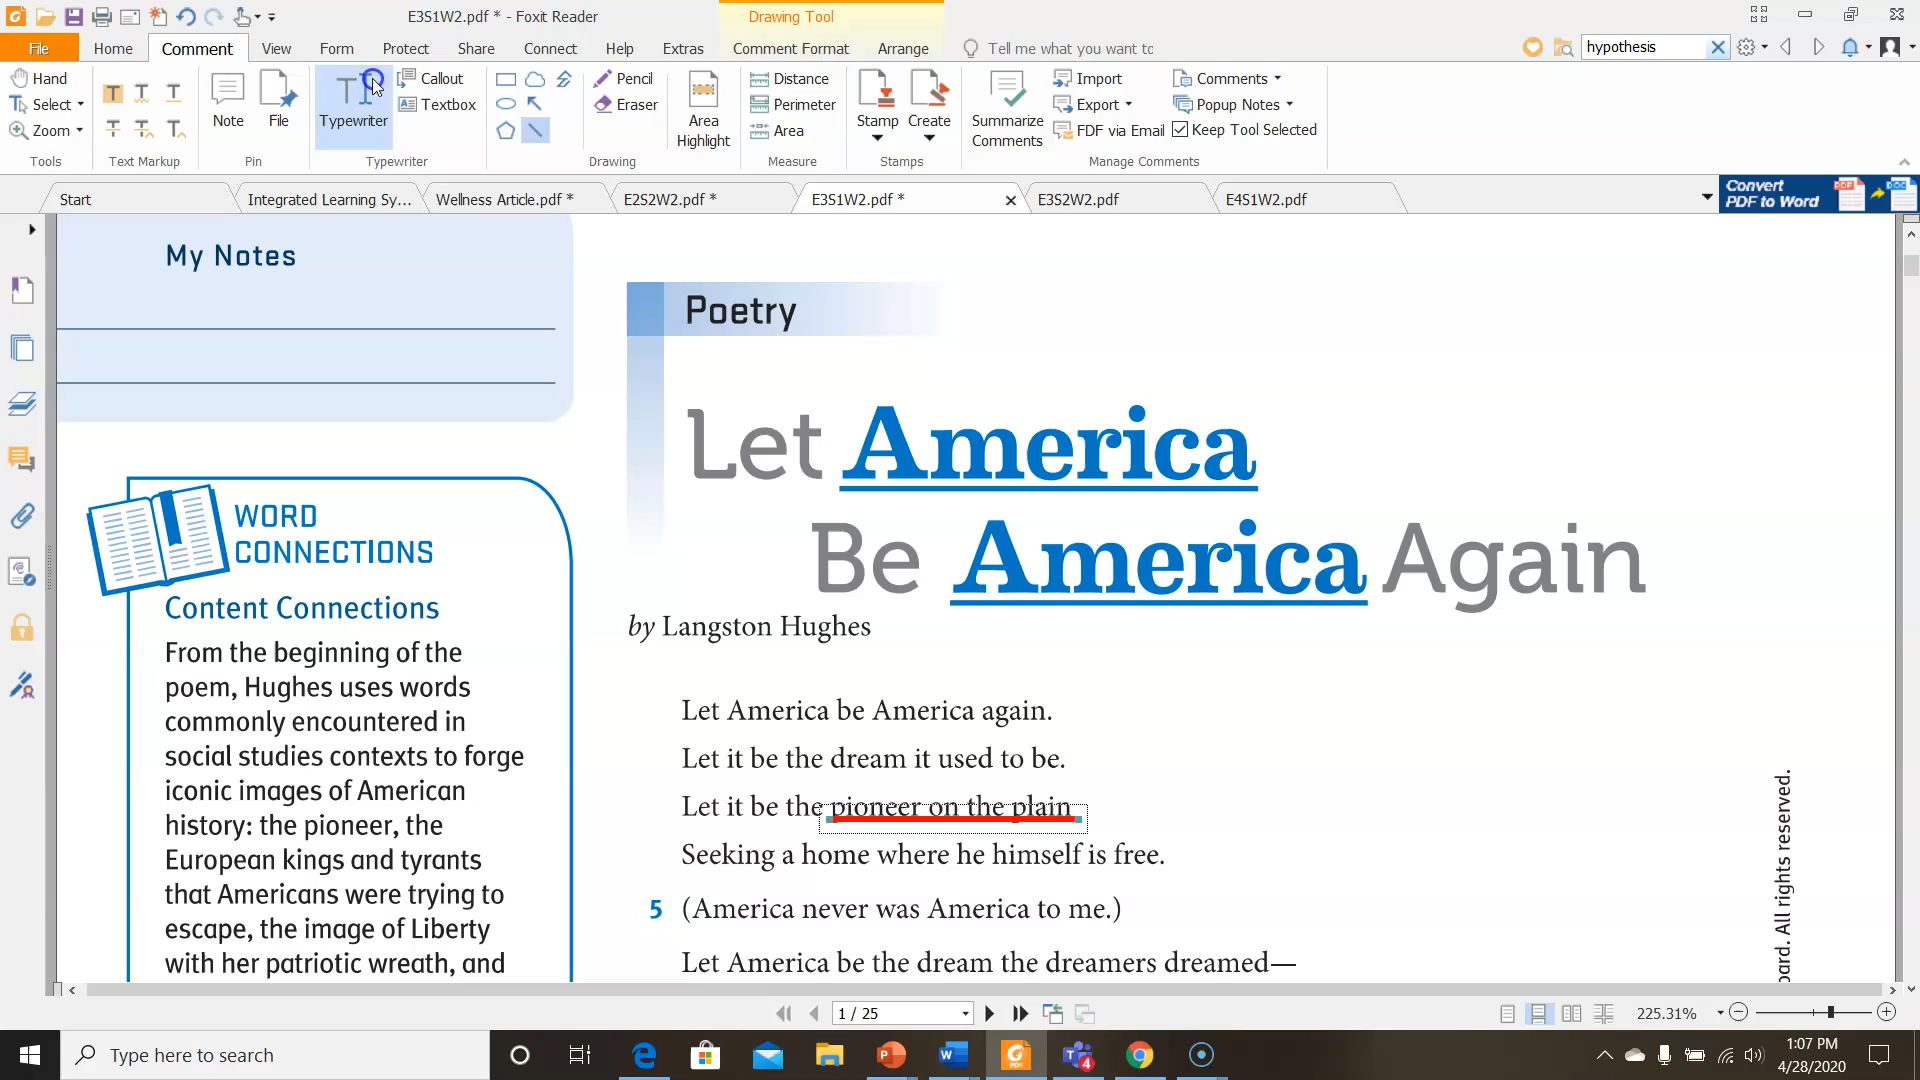 E3S1W2.pdf * - Foxit Reader
Drawing Tool
File
Home
Comment
View
Form
Protect
Share
Connect
Help
Extras
Comment Format
Arrange
Tell me what you want to
hypothesis
Hand
Select
Zoom
Tools
Text Markup
Note
File
Pin
Typewriter
Callout
Textbox
Typewriter
Pencil
Eraser
Drawing
Area
Highlight
Distance
Perimeter
Area
Measure
Stamp
Create
Stamps
Summarize
Comments
Import
Export
FDF via Email
Comments
Popup Notes
Keep Tool Selected
Manage Comments
Start
Integrated Learning Sy...
Wellness Article.pdf *
E2S2W2.pdf *
E3S1W2.pdf *
E3S2W2.pdf
E4S1W2.pdf
Convert
PDF to Word
My Notes
WORD
CONNECTIONS
Content Connections
From the beginning of the
poem, Hughes uses words
commonly encountered in
social studies contexts to forge
iconic images of American
history: the pioneer, the
European kings and tyrants
that Americans were trying to
escape, the image of Liberty
with her patriotic wreath, and
Poetry
Let America
Be America Again
by Langston Hughes
Let America be America again.
Let it be the dream it used to be.
Let it be the pioneer on the plain
Seeking a home where he himself is free.
5 (America never was America to me.)
Let America be the dream the dreamers dreamed—
oard. All rights reserved.
1 / 25
225.31%
Type here to search
4
1:07 PM
4/28/2020